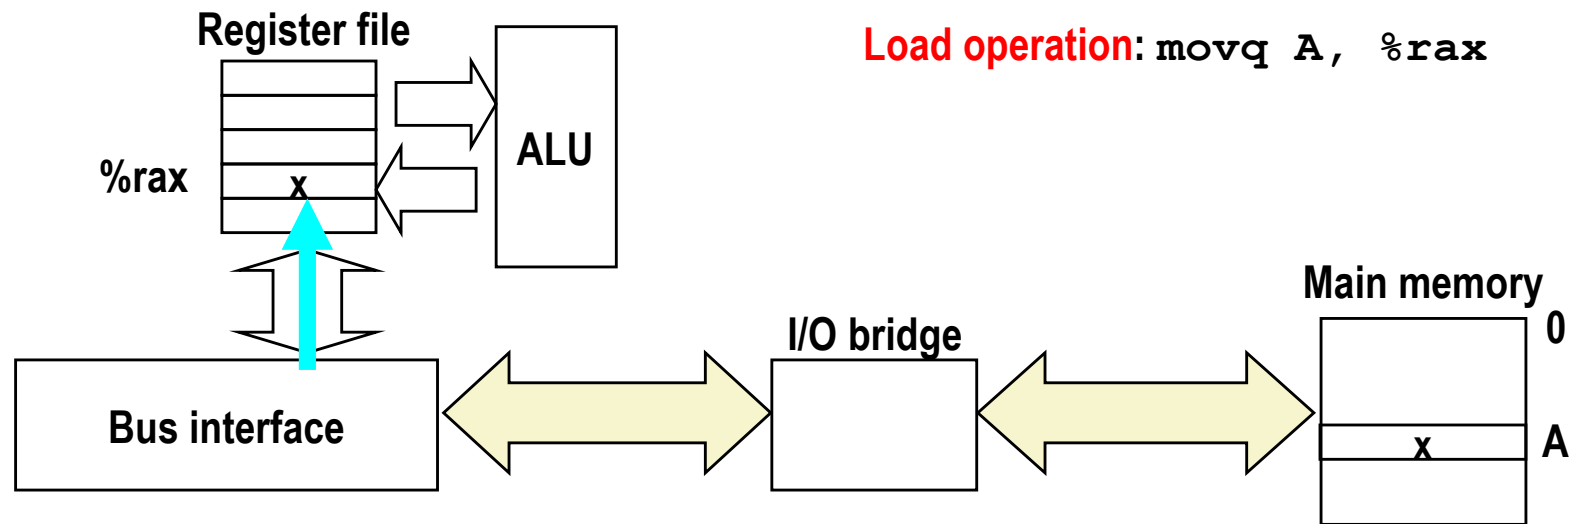 Register file
Load operation: movq A, %rax
ALU
%rax
x
Main memory
0
I/O bridge
Bus interface
x
A